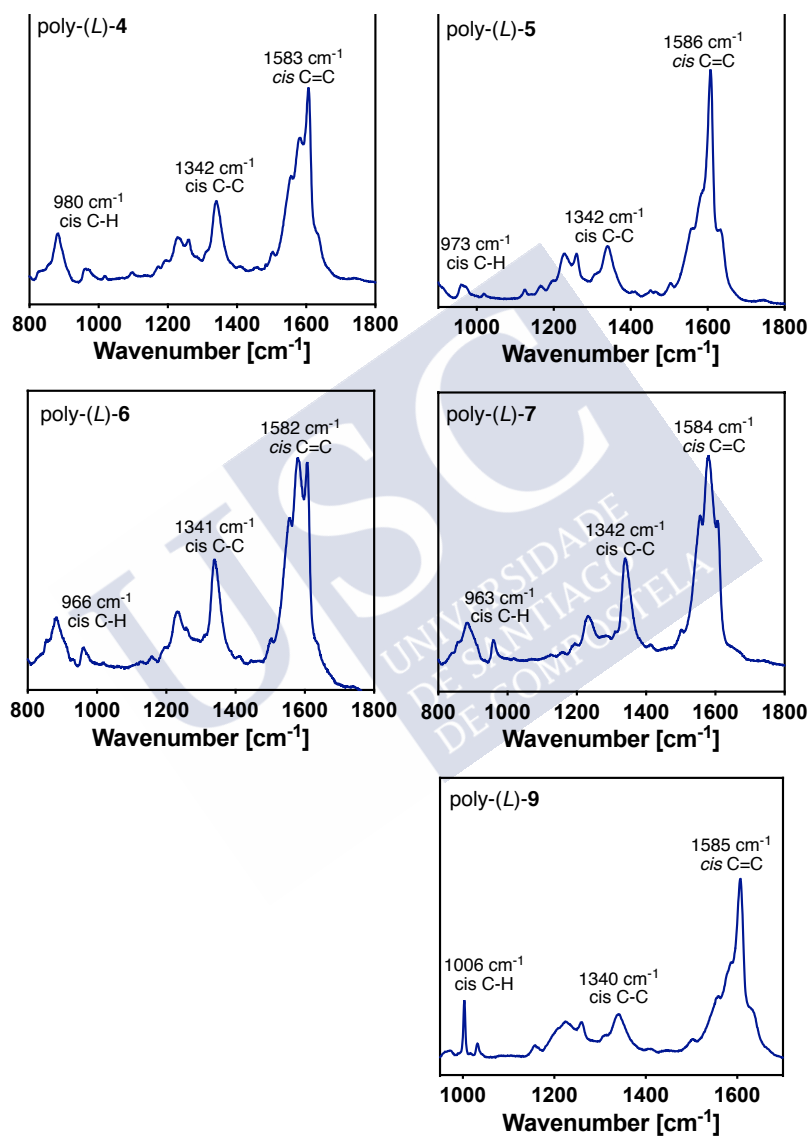 poly-(L)-4
1583 cm-1
cis C=C
1342 cm-1
cis C-C
980 cm-1
cis C-H
800 1000 1200 1400 1600 1800
Wavenumber [cm-1]
poly-(L)-5
1586 cm-1
cis C=C
1342 cm-1
cis C-C
973 cm-1
cis C-H
1000 1200 1400 1600 1800
Wavenumber [cm-1]
poly-(L)-6
1582 cm-1
cis C=C
1341 cm-1
cis C-C
966 cm-1
cis C-H
800 1000 1200 1400 1600 1800
Wavenumber [cm-1]
poly-(L)-7
1584 cm-1
cis C=C
1342 cm-1
cis C-C
963 cm-1
cis C-H
800 1000 1200 1400 1600 1800
Wavenumber [cm-1]
poly-(L)-9
1585 cm-1
cis C=C
1006 cm-1
cis C-H
1340 cm-1
cis C-C
1000 1200 1400 1600
Wavenumber [cm-1]
USC
UNIVERSIDADE
DE SANTIAGO
DE COMPOSTELA